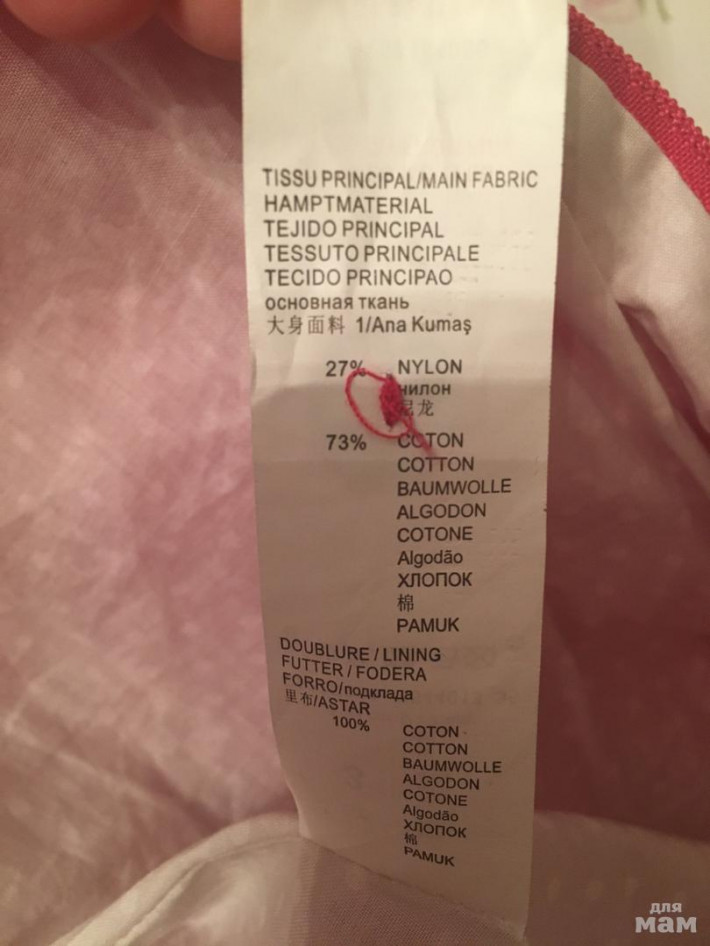 TISSU PRINCIPAL/MAIN FABRIC
HAMPTMATERIAL
TEJIDO PRINCIPAL
TESSUTO PRINCIPALE
TECIDO PRINCIPAO
основная ткань
大身面料 1/Ana Kumaş
27% NYLON
нилон
尼龙
73% COTON
COTTON
BAUMWOLLE
ALGODON
COTONE
Algodão
ХЛОПОК
棉
PAMUK
DOUBLURE / LINING
FUTTER / FODERA
FORRO/подклада
里布/ASTAR
100% COTON
COTTON
BAUMWOLLE
ALGODON
COTONE
Algodão
ХЛОПОК
棉
PAMUK
для
мам